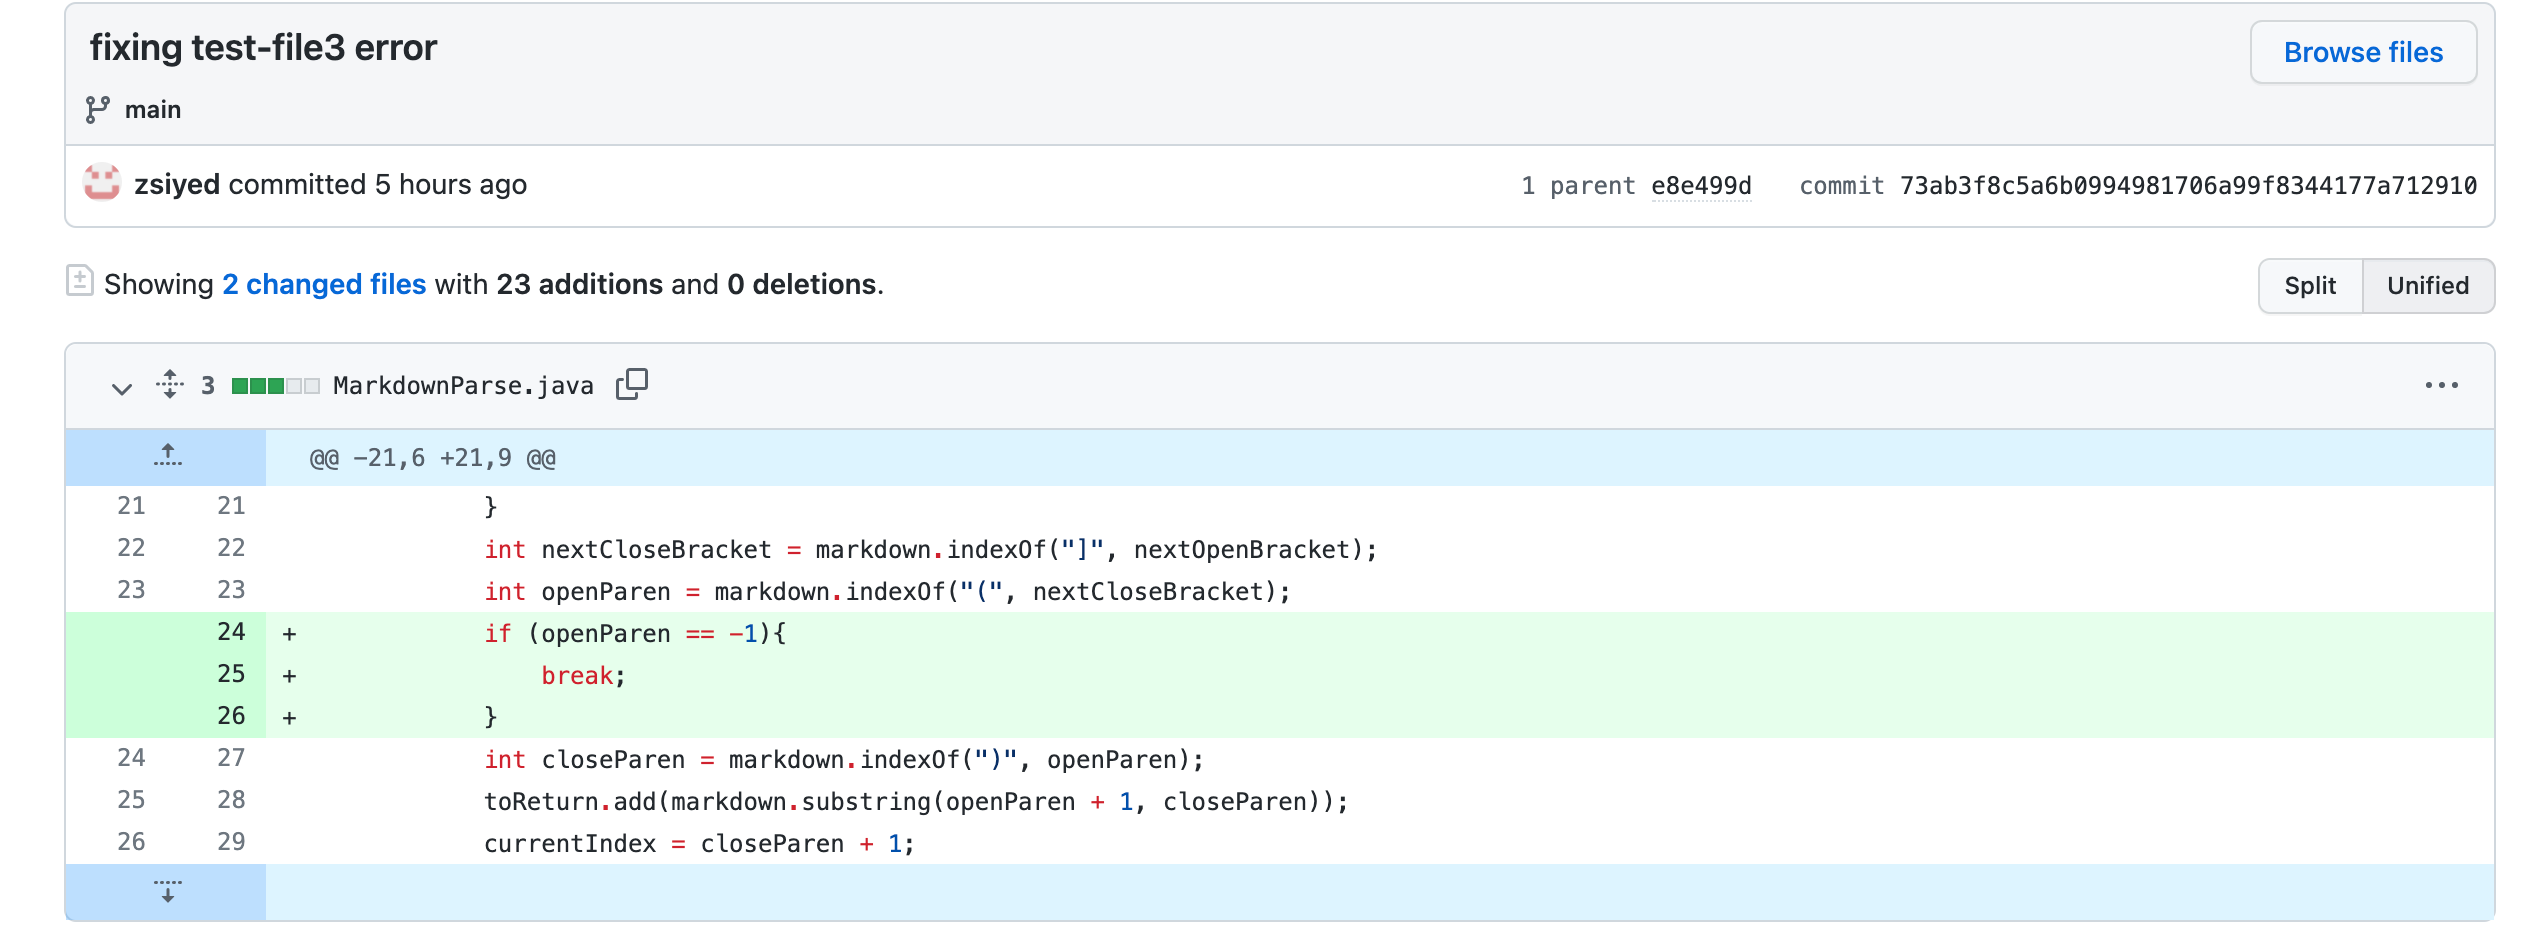 fixing test-file3 error
Browse files
main
zsiyed committed 5 hours ago
1 parent e8e499d commit 73ab3f8c5a6b0994981706a99f8344177a712910
Showing 2 changed files with 23 additions and 0 deletions.
Split Unified
3 MarkdownParse.java
@@ -21,6 +21,9 @@
21 21 }
22 22 int nextCloseBracket = markdown.indexOf("]", nextOpenBracket);
23 23 int openParen = markdown.indexOf("(", nextCloseBracket);
24 + if (openParen == -1){
25 + break;
26 + }
24 27 int closeParen = markdown.indexOf(")", openParen);
25 28 toReturn.add(markdown.substring(openParen + 1, closeParen));
26 29 currentIndex = closeParen + 1;